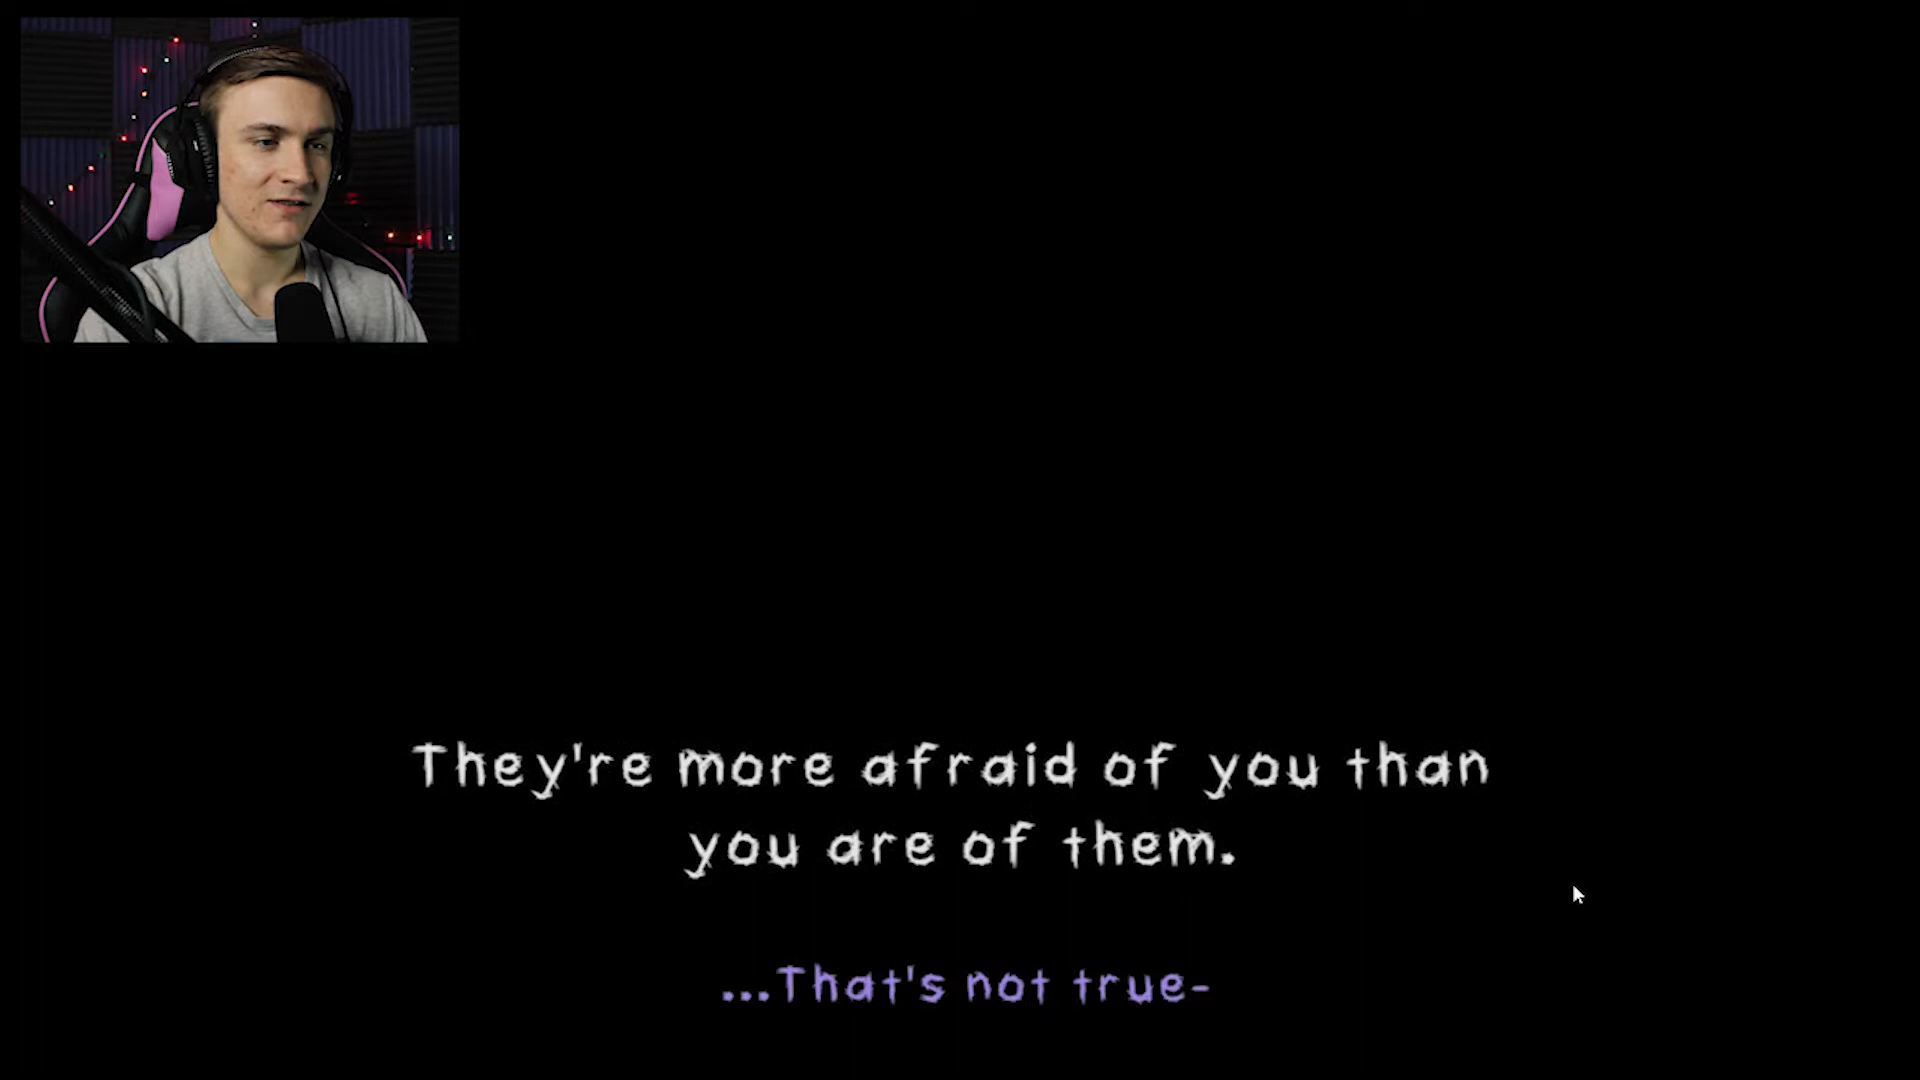 They're more afraid of you than
you are of them.
...That's not true-